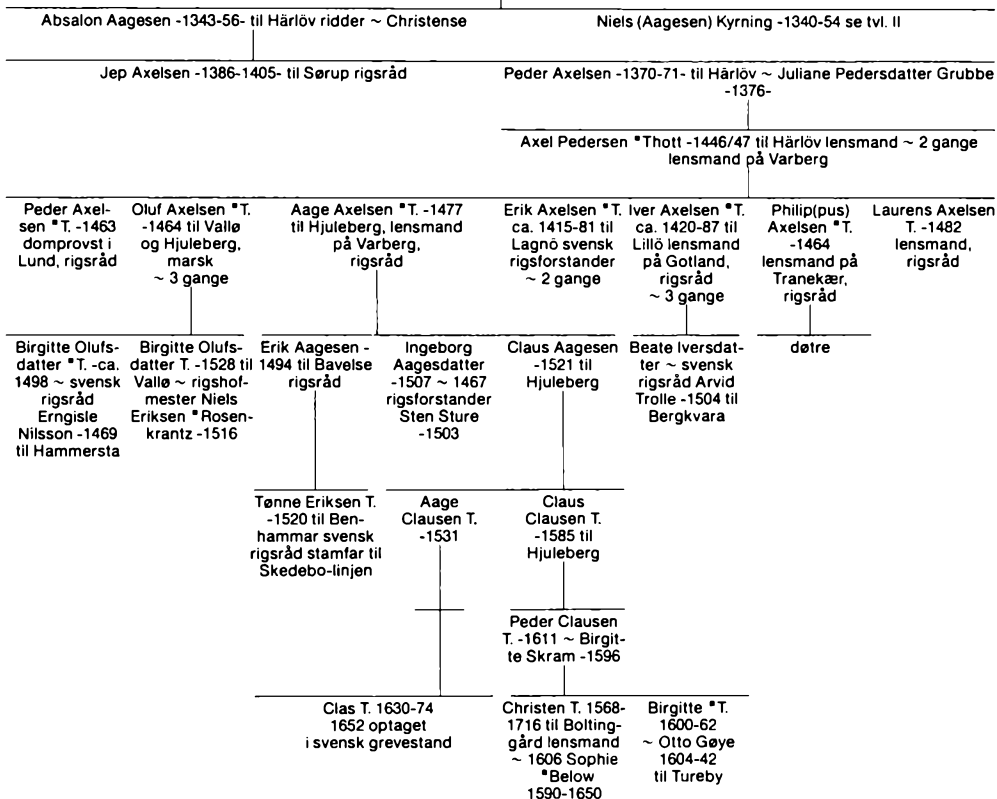 Absalon Aagesen -1343-56- til Härlöv ridder ~ Christense
Niels (Aagesen) Kyrning -1340-54 se tvl. II
Jep Axelsen -1386-1405- til Sørup rigsråd
Peder Axelsen -1370-71- til Härlöv ~ Juliane Pedersdatter Grubbe
-1376-
Axel Pedersen *Thott -1446/47 til Härlöv lensmand ~ 2 gange
lensmand på Varberg
Peder Axel-
sen *T. -1463
domprovst i
Lund, rigsråd
Oluf Axelsen *T.
-1464 til Vallø
og Hjuleberg,
marsk
~ 3 gange
Aage Axelsen *T. -1477
til Hjuleberg, lensmand
på Varberg,
rigsråd
Erik Axelsen *T.
ca. 1415-81 til
Lagnö svensk
rigsforstander
~ 2 gange
Iver Axelsen *T.
ca. 1420-87 til
Lillö lensmand
på Gotland,
rigsråd
~ 3 gange
Philip(pus)
Axelsen *T.
-1464
lensmand på
Tranekær,
rigsråd
Laurens Axelsen
T. -1482
lensmand,
rigsråd
Birgitte Olufs-
datter *T. -ca.
1498 ~ svensk
rigsråd
Erngisle
Nilsson -1469
til Hammersta
Birgitte Olufs-
datter T. -1528 til
Vallø ~ rigshof-
mester Niels
Eriksen *Rosen-
krantz -1516
Erik Aagesen -
1494 til Bavelse
rigsråd
Ingeborg
Aagesdatter
-1507 ~ 1467
rigsforstander
Sten Sture
-1503
Claus Aagesen
-1521 til
Hjuleberg
Beate Iversdat-
ter ~ svensk
rigsråd Arvid
Trolle -1504 til
Bergkvara
døtre
Tønne Eriksen T.
-1520 til Ben-
hammar svensk
rigsråd stamfar til
Skedebo-linjen
Aage
Clausen T.
-1531
Claus
Clausen T.
-1585 til
Hjuleberg
Peder Clausen
T. -1611 ~ Birgit-
te Skram -1596
Clas T. 1630-74
1652 optaget
i svensk grevestand
Christen T. 1568-
1716 til Bolting-
gård lensmand
~ 1606 Sophie
*Below
1590-1650
Birgitte *T.
1600-62
~ Otto Gøye
1604-42
til Tureby